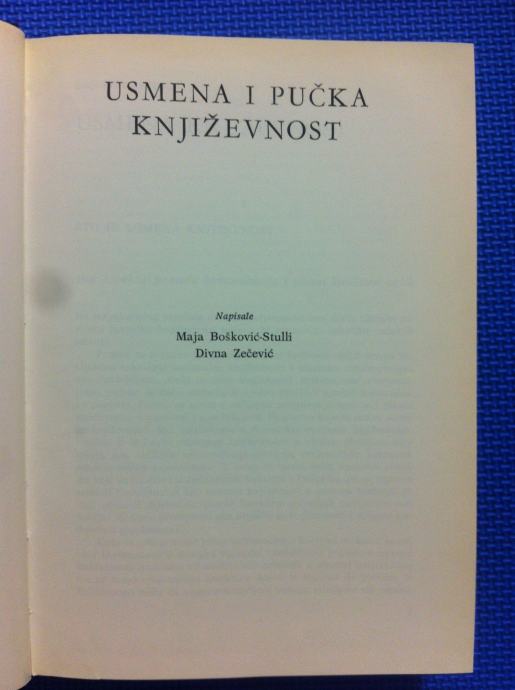 USMENA I PUČKA
KNJIŽEVNOST
Napisale
Maja Bošković-Stulli
Divna Zečević